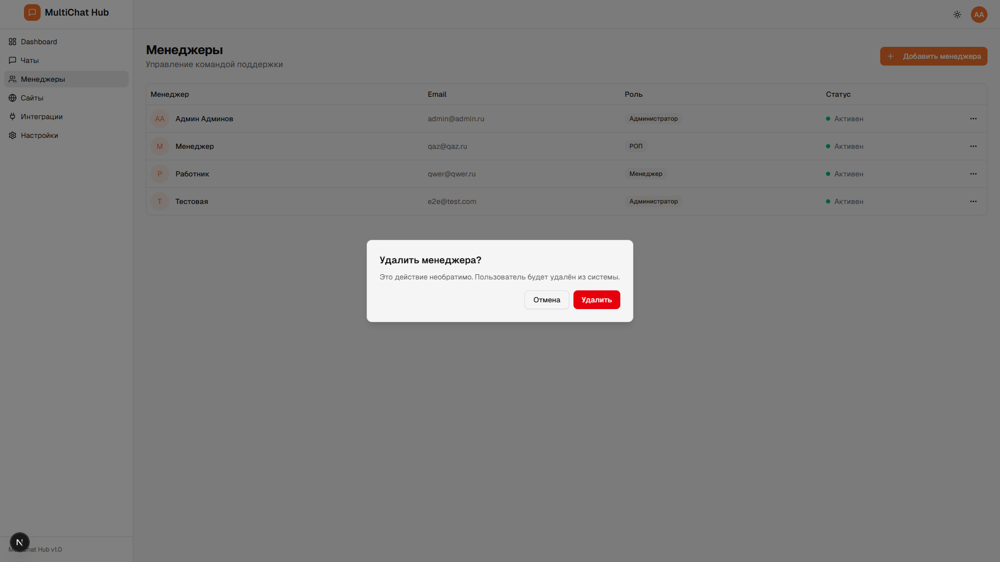 MultiChat Hub
AA
Dashboard
Чаты
Менеджеры
Сайты
Интеграции
Настройки
Менеджеры
Управление командой поддержки
Добавить менеджера
Менеджер Email Роль Статус
AA Админ Админов admin@admin.ru Администратор Активен
М Менеджер qaz@qaz.ru РОП Активен
Р Работник qwer@qwer.ru Менеджер Активен
Т Тестовая e2e@test.com Администратор Активен
Удалить менеджера?
Это действие необратимо. Пользователь будет удалён из системы.
Отмена Удалить
N
hat Hub v1.0